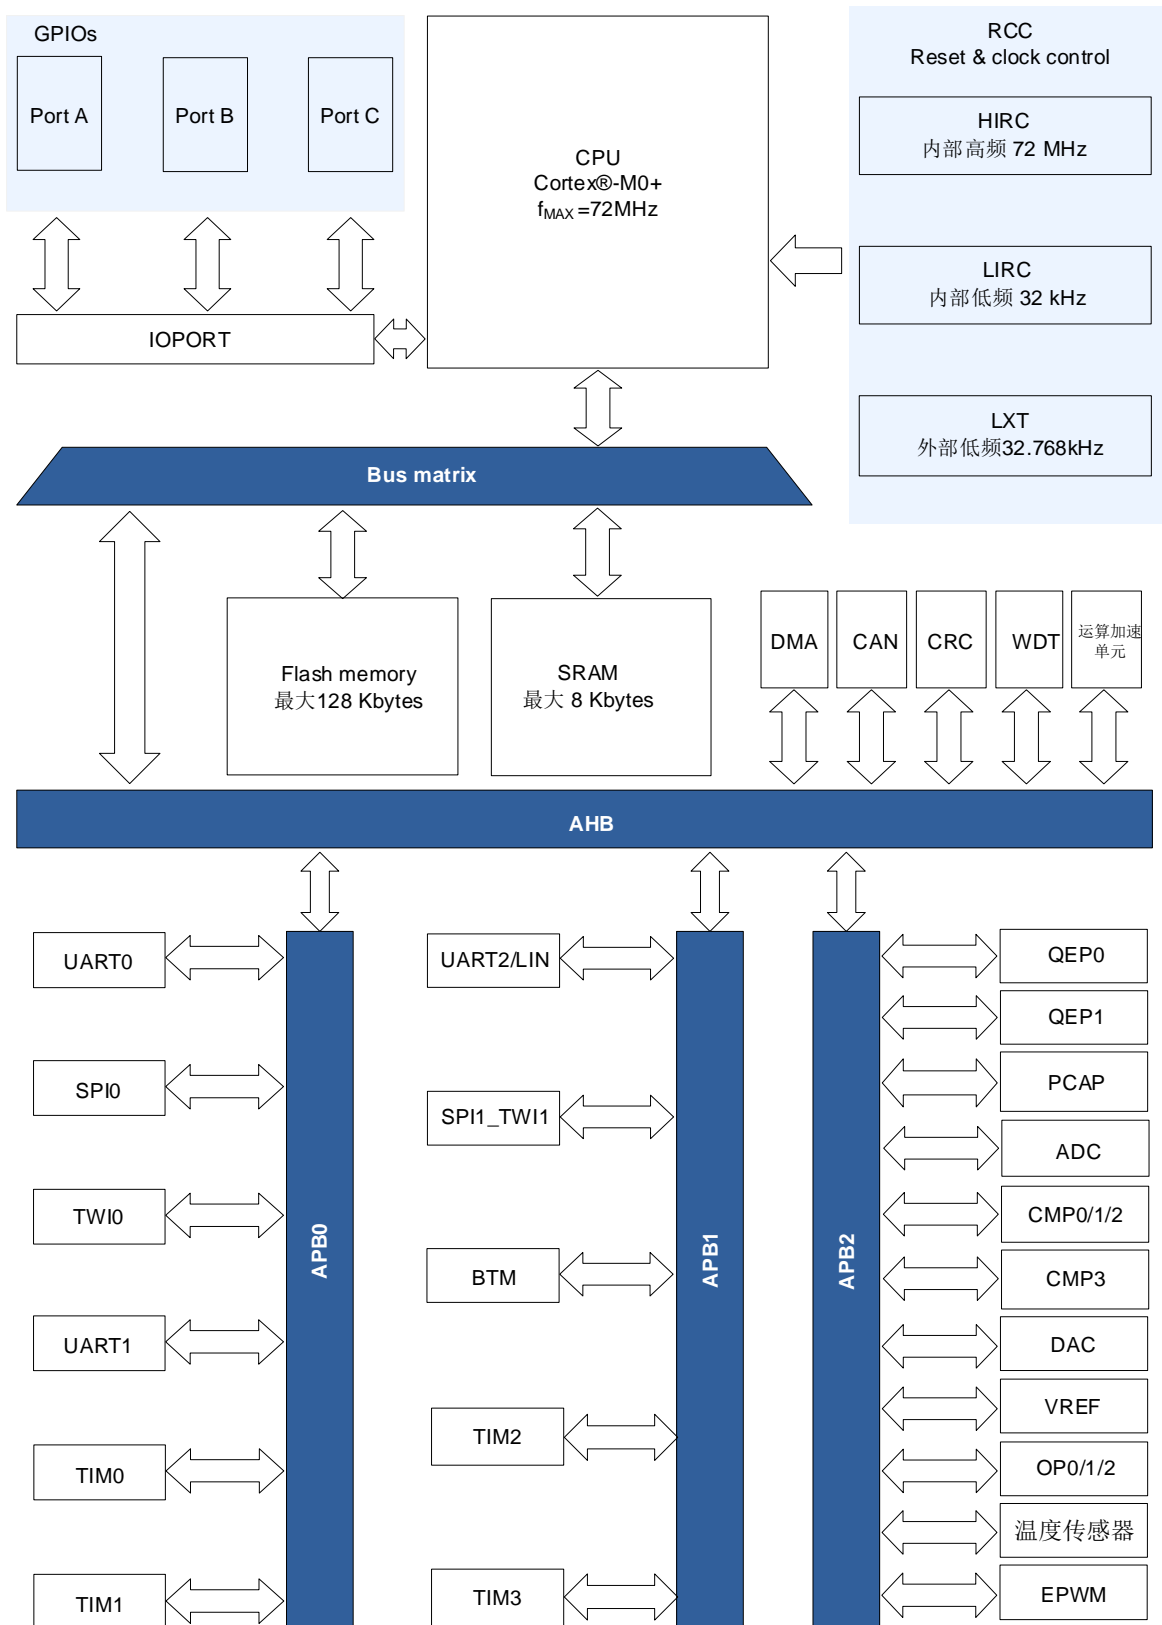 GPIOs
Port A
Port B
Port C
IOPORT
CPU
Cortex®-M0+
fMAX =72MHz
RCC
Reset & clock control
HIRC
内部高频 72 MHz
LIRC
内部低频 32 kHz
LXT
外部低频32.768kHz
Bus matrix
Flash memory
最大128 Kbytes
SRAM
最大 8 Kbytes
DMA
CAN
CRC
WDT
运算加速
单元
AHB
UART0
SPI0
TWI0
UART1
TIM0
TIM1
APB0
UART2/LIN
SPI1_TWI1
BTM
TIM2
TIM3
APB1
APB2
QEP0
QEP1
PCAP
ADC
CMP0/1/2
CMP3
DAC
VREF
OP0/1/2
温度传感器
EPWM